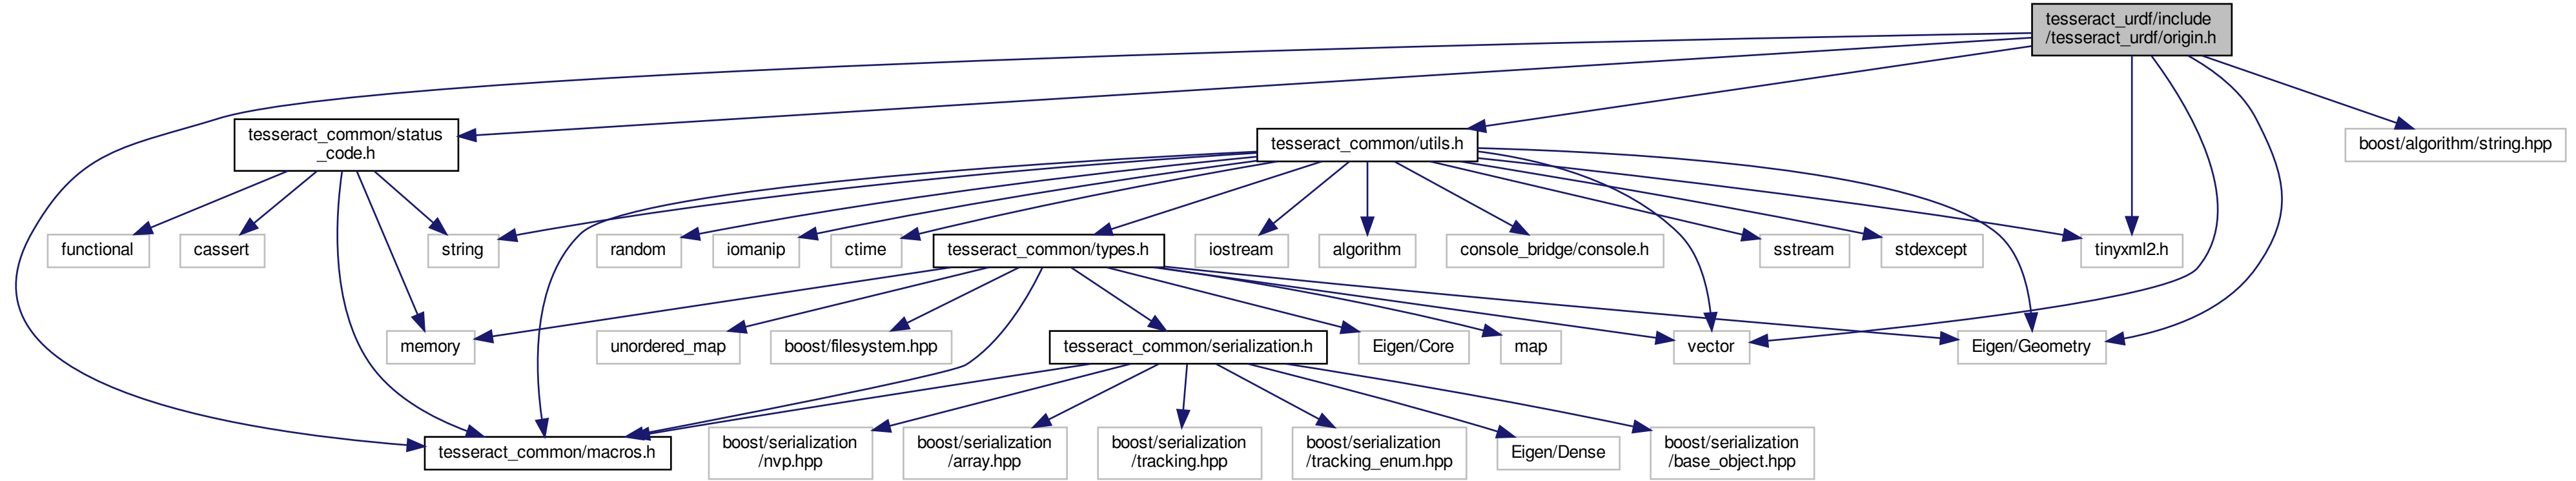 tesseract_urdf/include
/tesseract_urdf/origin.h
tesseract_common/status
_code.h
tesseract_common/utils.h
boost/algorithm/string.hpp
functional
cassert
string
random
iomanip
ctime
tesseract_common/types.h
iostream
algorithm
console_bridge/console.h
sstream
stdexcept
tinyxml2.h
memory
unordered_map
boost/filesystem.hpp
tesseract_common/serialization.h
Eigen/Core
map
vector
Eigen/Geometry
tesseract_common/macros.h
boost/serialization
/nvp.hpp
boost/serialization
/array.hpp
boost/serialization
/tracking.hpp
boost/serialization
/tracking_enum.hpp
Eigen/Dense
boost/serialization
/base_object.hpp